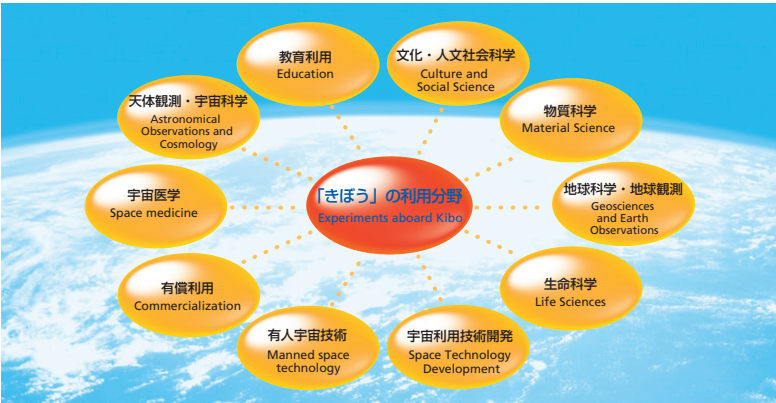 教育利用
Education
文化・人文社会科学
Culture and
Social Science
天体観測・宇宙科学
Astronomical
Observations and
Cosmology
物質科学
Material Science
宇宙医学
Space medicine
「きぼう」の利用分野
Experiments aboard Kibo
地球科学・地球観測
Geosciences
and Earth
Observations
有償利用
Commercialization
生命科学
Life Sciences
有人宇宙技術
Manned space
technology
宇宙利用技術開発
Space Technology
Development